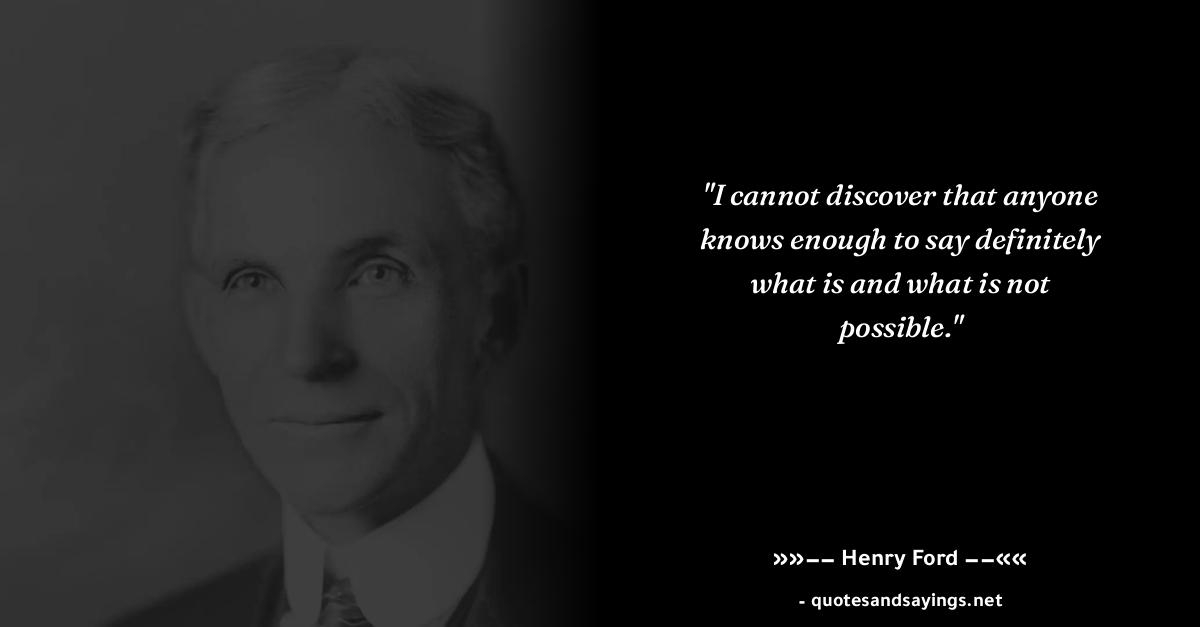 "I cannot discover that anyone
knows enough to say definitely
what is and what is not
possible."
»»−− Henry Ford −−««
- quotesandsayings.net